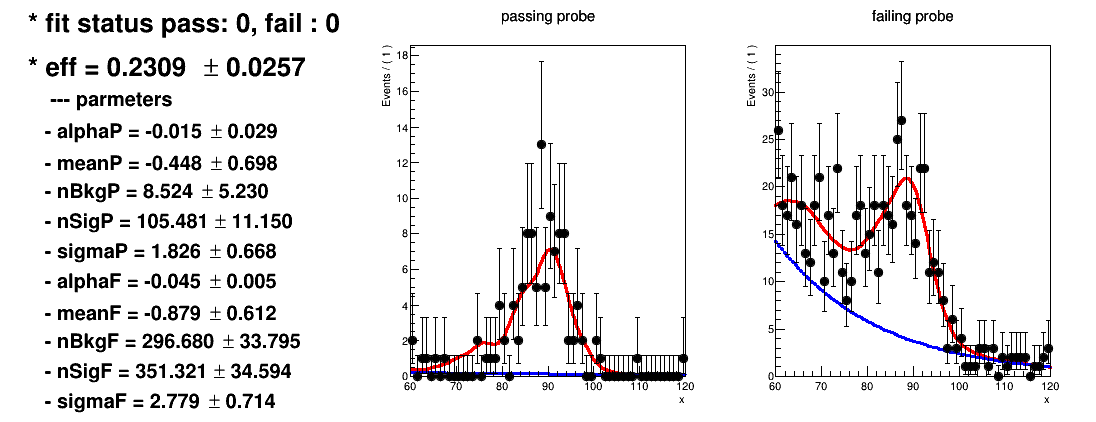 * fit status pass: 0, fail : 0
* eff = 0.2309 ± 0.0257
--- parmeters
- alphaP = -0.015 ± 0.029
- meanP = -0.448 ± 0.698
- nBkgP = 8.524 ± 5.230
- nSigP = 105.481 ± 11.150
- sigmaP = 1.826 ± 0.668
- alphaF = -0.045 ± 0.005
- meanF = -0.879 ± 0.612
- nBkgF = 296.680 ± 33.795
- nSigF = 351.321 ± 34.594
- sigmaF = 2.779 ± 0.714
passing probe
Events / ( 1 )
18
16
14
12
10
8
6
4
2
0
60 70 80 90 100 110 120
x
failing probe
Events / ( 1 )
30
25
20
15
10
5
0
60 70 80 90 100 110 120
x